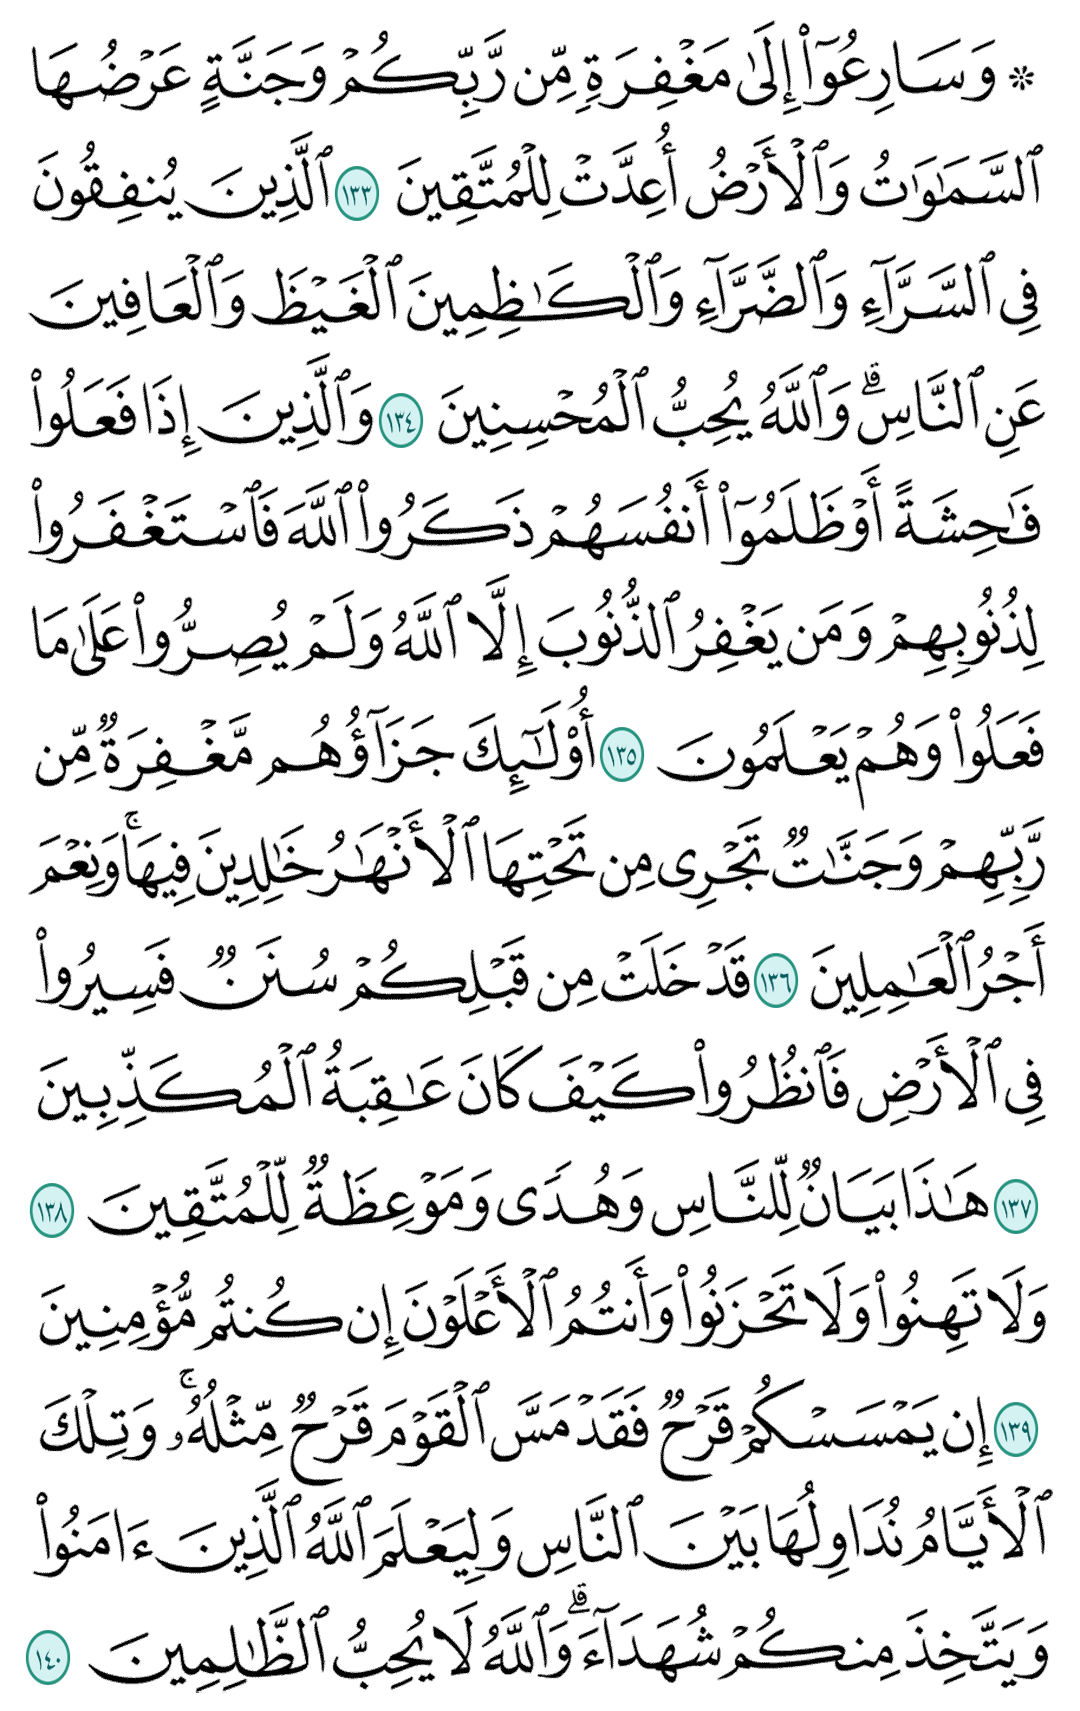 ۞ وَسَارِعُوٓا۟ إِلَىٰ مَغْفِرَةٍ مِّن رَّبِّكُمْ وَجَنَّةٍ عَرْضُهَا
ٱلسَّمَـٰوَٰتُ وَٱلْأَرْضُ أُعِدَّتْ لِلْمُتَّقِينَ ١٣٣ ٱلَّذِينَ يُنفِقُونَ
فِى ٱلسَّرَّآءِ وَٱلضَّرَّآءِ وَٱلْكَـٰظِمِينَ ٱلْغَيْظَ وَٱلْعَافِينَ
عَنِ ٱلنَّاسِ ۗ وَٱللَّهُ يُحِبُّ ٱلْمُحْسِنِينَ ١٣٤ وَٱلَّذِينَ إِذَا فَعَلُوا۟
فَـٰحِشَةً أَوْ ظَلَمُوٓا۟ أَنفُسَهُمْ ذَكَرُوا۟ ٱللَّهَ فَٱسْتَغْفَرُوا۟
لِذُنُوبِهِمْ وَمَن يَغْفِرُ ٱلذُّنُوبَ إِلَّا ٱللَّهُ وَلَمْ يُصِرُّوا۟ عَلَىٰ مَا
فَعَلُوا۟ وَهُمْ يَعْلَمُونَ ١٣٥ أُو۟لَـٰٓئِكَ جَزَآؤُهُم مَّغْفِرَةٌ مِّن
رَّبِّهِمْ وَجَنَّـٰتٌ تَجْرِى مِن تَحْتِهَا ٱلْأَنْهَـٰرُ خَـٰلِدِينَ فِيهَا ۚ وَنِعْمَ
أَجْرُ ٱلْعَـٰمِلِينَ ١٣٦ قَدْ خَلَتْ مِن قَبْلِكُمْ سُنَنٌ فَسِيرُوا۟
فِى ٱلْأَرْضِ فَٱنظُرُوا۟ كَيْفَ كَانَ عَـٰقِبَةُ ٱلْمُكَذِّبِينَ
١٣٧ هَـٰذَا بَيَانٌ لِّلنَّاسِ وَهُدًى وَمَوْعِظَةٌ لِّلْمُتَّقِينَ ١٣٨
وَلَا تَهِنُوا۟ وَلَا تَحْزَنُوا۟ وَأَنتُمُ ٱلْأَعْلَوْنَ إِن كُنتُم مُّؤْمِنِينَ
١٣٩ إِن يَمْسَسْكُمْ قَرْحٌ فَقَدْ مَسَّ ٱلْقَوْمَ قَرْحٌ مِّثْلُهُۥ ۚ وَتِلْكَ
ٱلْأَيَّامُ نُدَاوِلُهَا بَيْنَ ٱلنَّاسِ وَلِيَعْلَمَ ٱللَّهُ ٱلَّذِينَ ءَامَنُوا۟
وَيَتَّخِذَ مِنكُمْ شُهَدَآءَ ۗ وَٱللَّهُ لَا يُحِبُّ ٱلظَّـٰلِمِينَ ١٤٠